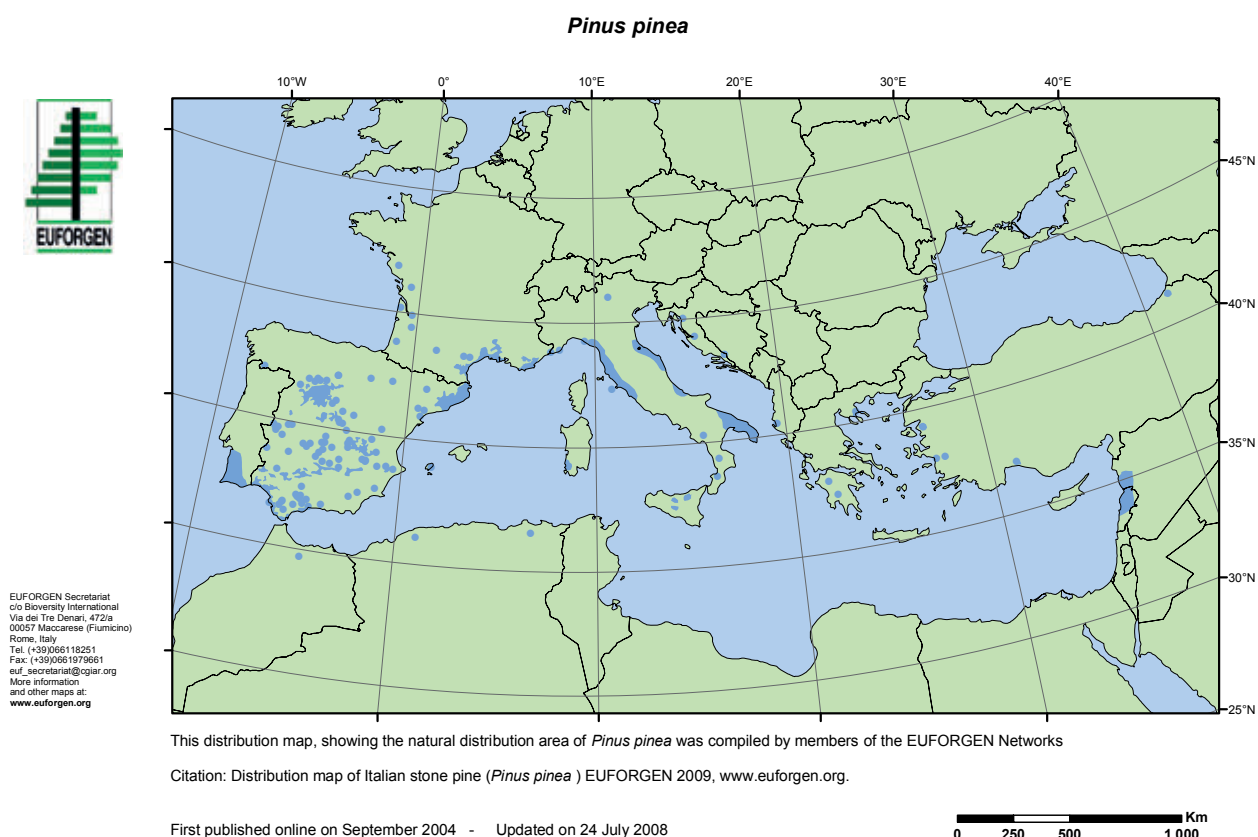 Pinus pinea
10°W 0° 10°E 20°E 30°E 40°E
EUFORGEN
45°N
40°N
35°N
30°N
25°N
EUFORGEN Secretariat
c/o Bioversity International
Via dei Tre Denari, 472/a
00057 Maccarese (Fiumicino)
Rome, Italy
Tel. (+39)066118251
Fax: (+39)0661979661
euf_secretariat@cgiar.org
More information
and other maps at:
www.euforgen.org
This distribution map, showing the natural distribution area of Pinus pinea was compiled by members of the EUFORGEN Networks
Citation: Distribution map of Italian stone pine (Pinus pinea ) EUFORGEN 2009, www.euforgen.org.
First published online on September 2004 - Updated on 24 July 2008
Km
0 250 500 1.000